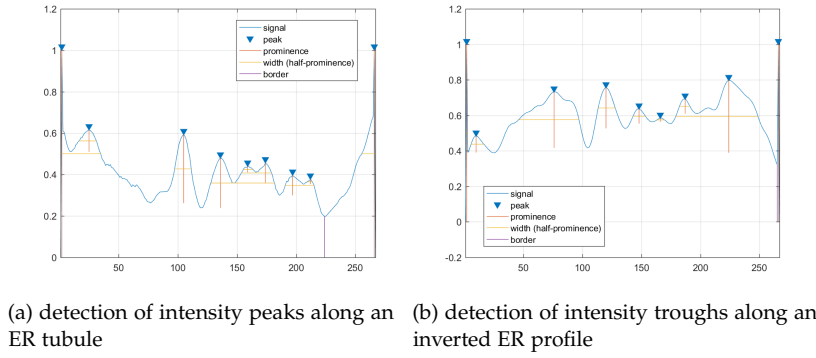 1.2
1
0.8
0.6
0.4
0.2
0
50
100
150
200
250
signal
peak
prominence
width (half-prominence)
border
1.2
1
0.8
0.6
0.4
0.2
0
-0.2
50
100
150
200
250
signal
peak
prominence
width (half-prominence)
border
(a) detection of intensity peaks along an
ER tubule
(b) detection of intensity troughs along an
inverted ER profile